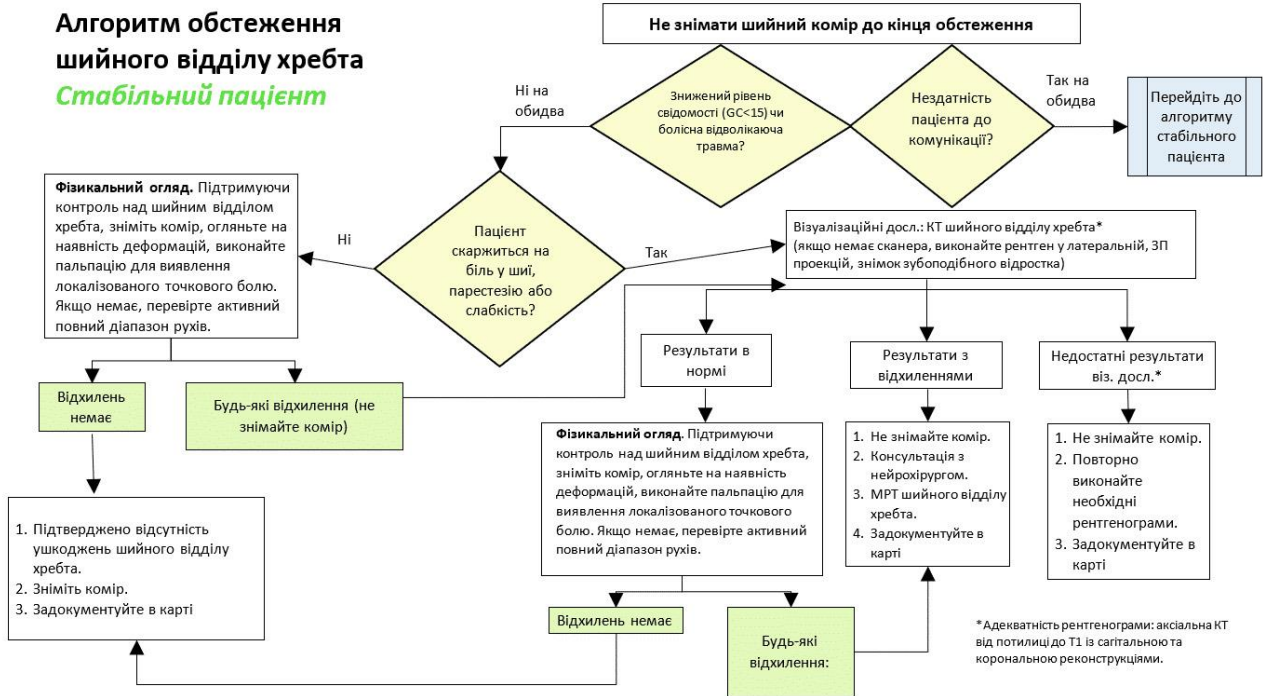 Алгоритм обстеження
шийного відділу хребта
Стабільний пацієнт
Не знімати шийний комір до кінця обстеження
Знижений рівень
свідомості (GC<15) чи
болісна відволікаюча
травма?
Нездатність
пацієнта до
комунікації?
Так на
обидва
Перейдіть до
алгоритму
стабільного
пацієнта
Ні на
обидва
Пацієнт
скаржиться на
біль у шиї,
парестезію або
слабкість?
Ні
Так
Фізикальний огляд. Підтримуючи
контроль над шийним відділом
хребта, зніміть комір, огляньте на
наявність деформацій, виконайте
пальпацію для виявлення
локалізованого точкового болю.
Якщо немає, перевірте активний
повний діапазон рухів.
Відхилень
немає
Будь-які відхилення (не
знімайте комір)
1. Підтверджено відсутність
ушкоджень шийного відділу
хребта.
2. Зніміть комір.
3. Задокументуйте в карті
Візуалізаційні досл.: КТ шийного відділу хребта*
(якщо немає сканера, виконайте рентген у латеральній, ЗП
проекцій, знімок зубоподібного відростка)
Результати в
нормі
Результати з
відхиленнями
Недостатні результати
віз. досл.*
Фізикальний огляд. Підтримуючи
контроль над шийним відділом хребта,
зніміть комір, огляньте на наявність
деформацій, виконайте пальпацію для
виявлення локалізованого точкового
болю. Якщо немає, перевірте активний
повний діапазон рухів.
Відхилень немає
Будь-які
відхилення:
1. Не знімайте комір.
2. Консультація з
нейрохірургом.
3. МРТ шийного відділу
хребта.
4. Задокументуйте в
карті
1. Не знімайте комір.
2. Повторно
виконайте
необхідні
рентгенограми.
3. Задокументуйте в
карті
*Адекватність рентгенограми: аксіальна КТ
від потилиці до T1 із сагітальною та
корональною реконструкціями.